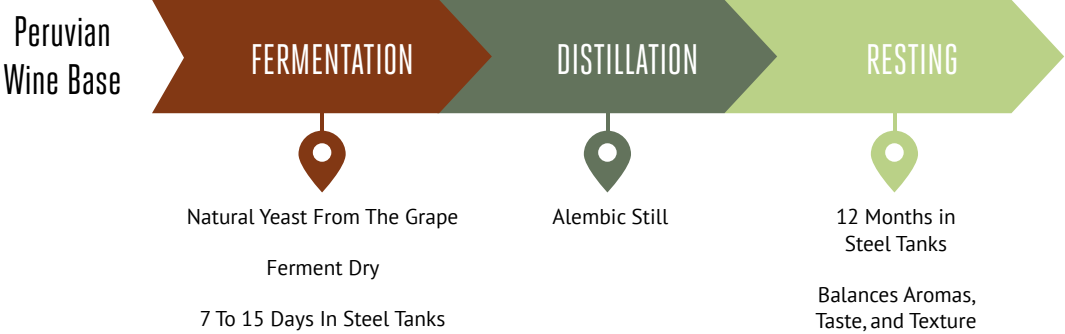 Peruvian
Wine Base
FERMENTATION
DISTILLATION
RESTING
Natural Yeast From The Grape
Ferment Dry
7 To 15 Days In Steel Tanks
Alembic Still
12 Months in
Steel Tanks
Balances Aromas,
Taste, and Texture